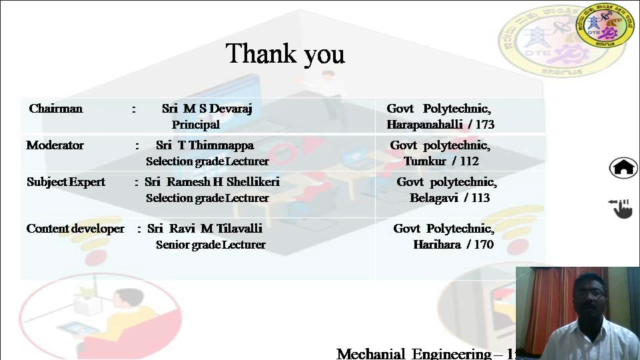 Thank you
Chairman : Sri M S Devaraj Govt Polytechnic,
Principal Harapanahalli / 173
Moderator : Sri T Thimmappa Govt polytechnic,
Selection grade Lecturer Tumkur / 112
Subject Expert : Sri Ramesh H Shellikeri Govt polytechnic,
Selection grade Lecturer Belagavi / 113
Content developer : Sri Ravi M Tilavalli Govt Polytechnic,
Senior grade Lecturer Harihara / 170
DTE
Mechanial Engineering –